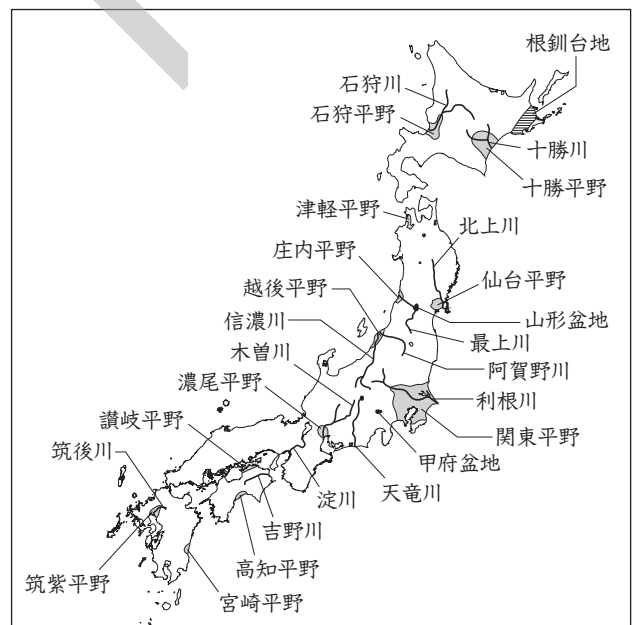 根釧台地
石狩川
石狩平野
十勝川
十勝平野
津軽平野
北上川
庄内平野
仙台平野
越後平野
山形盆地
信濃川
最上川
木曽川
阿賀野川
濃尾平野
利根川
讃岐平野
関東平野
筑後川
甲府盆地
淀川
天竜川
吉野川
高知平野
筑紫平野
宮崎平野